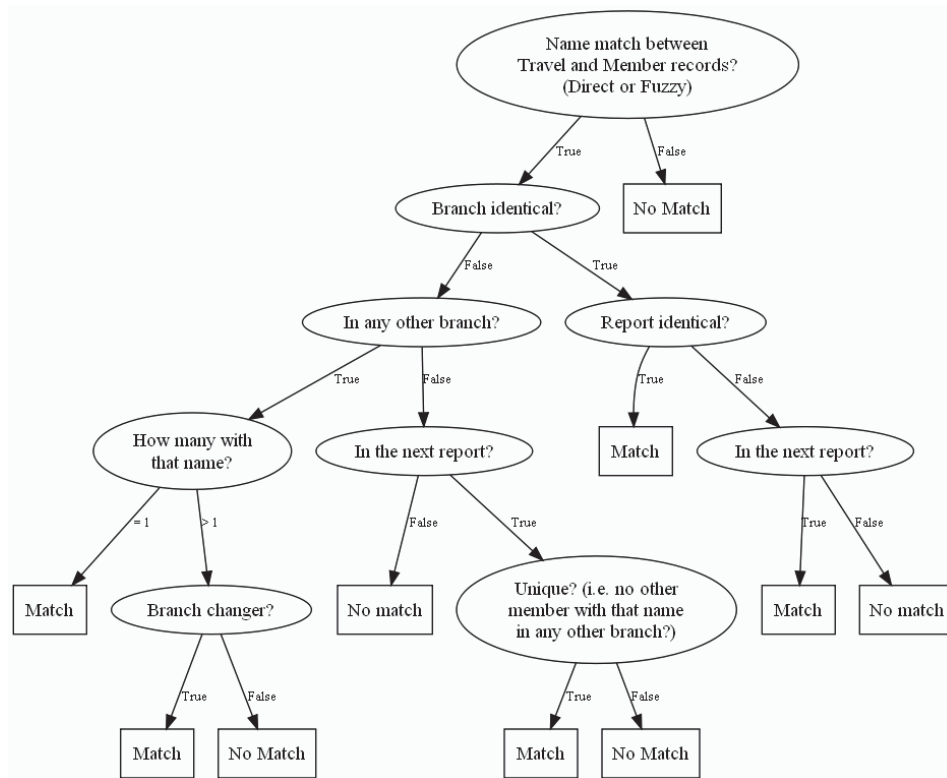 Name match between
Travel and Member records?
(Direct or Fuzzy)
True
False
Branch identical?
No Match
False
True
In any other branch?
Report identical?
True
False
True
False
How many with
that name?
In the next report?
Match
In the next report?
= 1
> 1
False
True
True
False
Match
Branch changer?
No match
Unique? (i.e. no other
member with that name
in any other branch?)
Match
No match
True
False
True
False
Match
No Match
Match
No Match